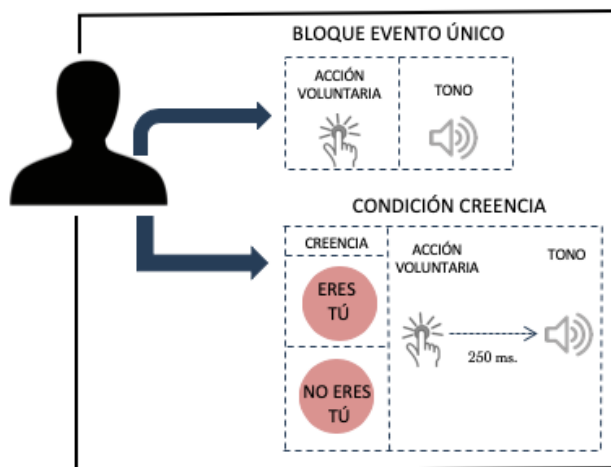 BLOQUE EVENTO ÚNICO
ACCIÓN
VOLUNTARIA
TONO
CONDICIÓN CREENCIA
CREENCIA
ERES
TÚ
NO ERES
TÚ
ACCIÓN
VOLUNTARIA
TONO
250 ms.